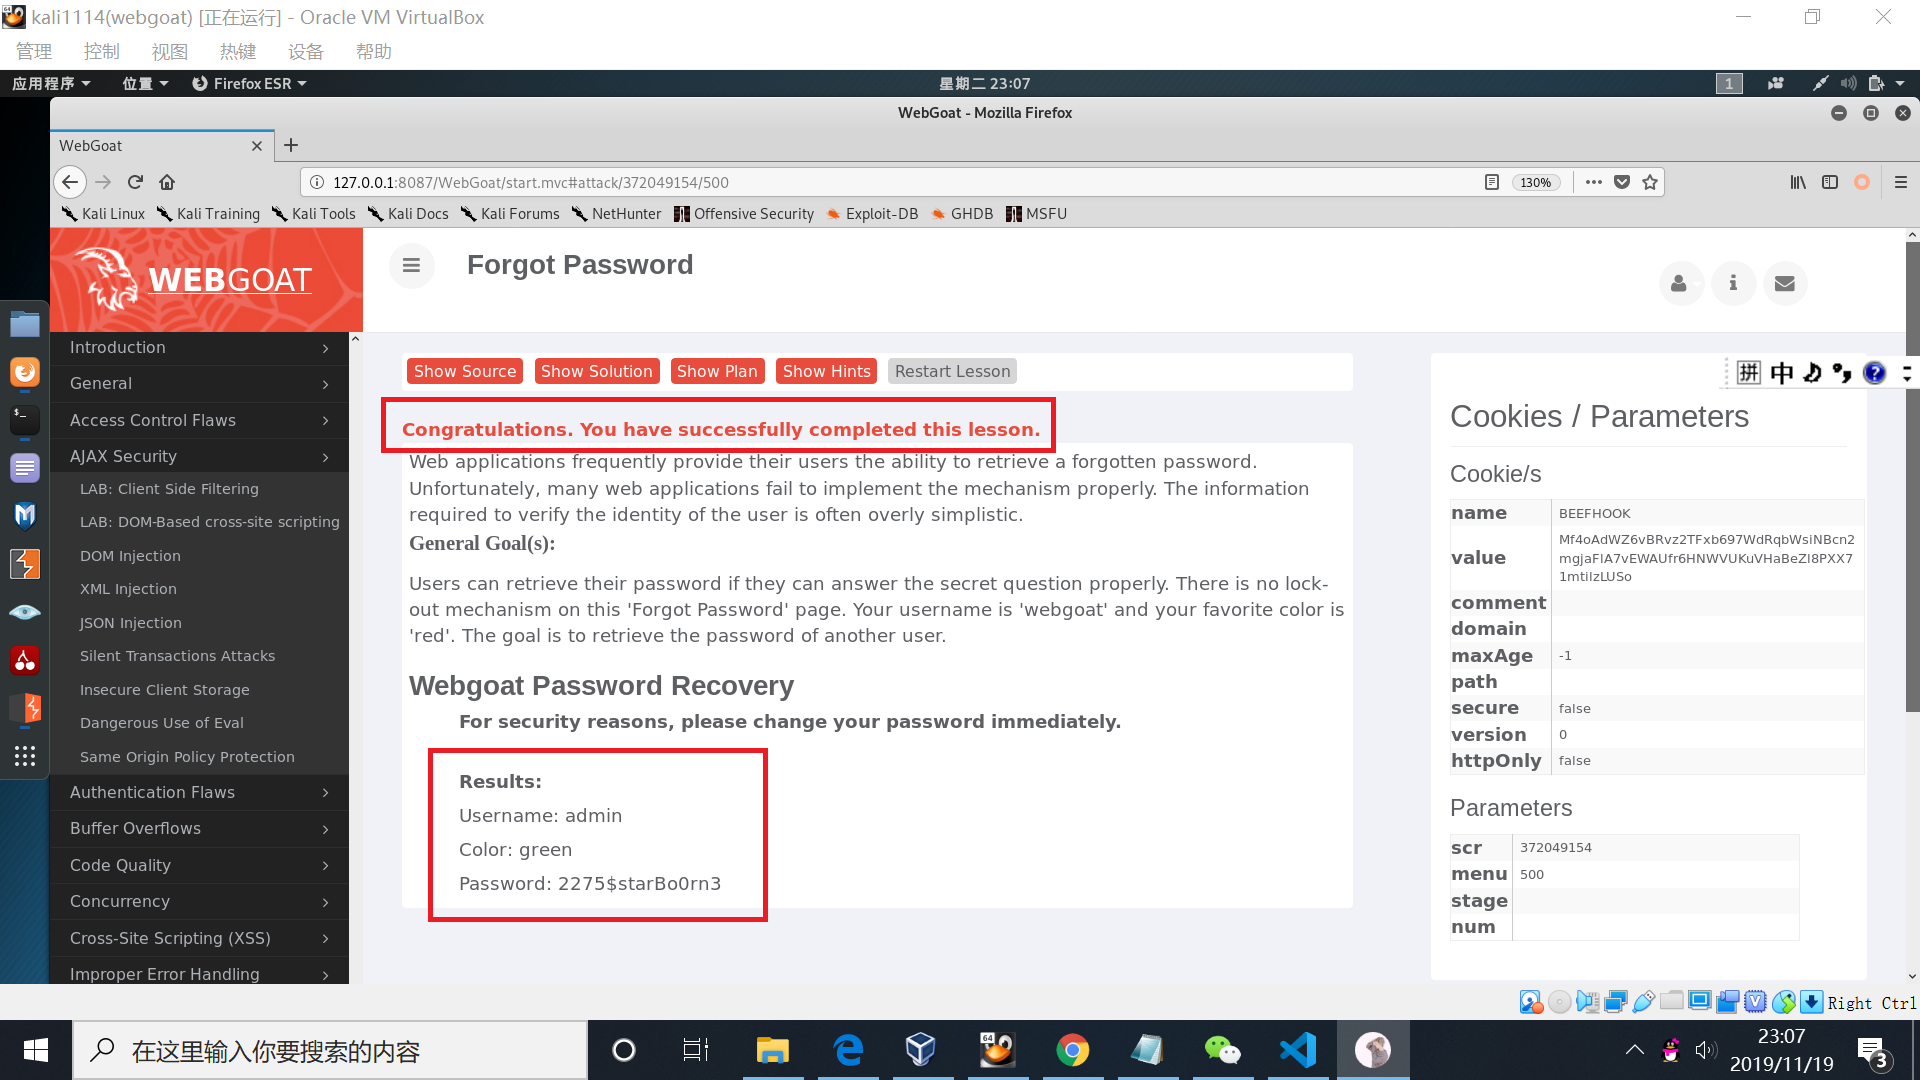 kali1114(webgoat) [正在运行] - Oracle VM VirtualBox
管理 控制 视图 热键 设备 帮助
应用程序 位置 Firefox ESR 星期二 23:07 1
WebGoat - Mozilla Firefox
WebGoat
127.0.0.1:8087/WebGoat/start.mvc#attack/372049154/500 130%
Kali Linux Kali Training Kali Tools Kali Docs Kali Forums NetHunter Offensive Security Exploit-DB GHDB MSFU
WEBGOAT
Forgot Password
Introduction
General
Access Control Flaws
AJAX Security
LAB: Client Side Filtering
LAB: DOM-Based cross-site scripting
DOM Injection
XML Injection
JSON Injection
Silent Transactions Attacks
Insecure Client Storage
Dangerous Use of Eval
Same Origin Policy Protection
Authentication Flaws
Buffer Overflows
Code Quality
Concurrency
Cross-Site Scripting (XSS)
Improper Error Handling
Show Source Show Solution Show Plan Show Hints Restart Lesson
Congratulations. You have successfully completed this lesson.
Web applications frequently provide their users the ability to retrieve a forgotten password.
Unfortunately, many web applications fail to implement the mechanism properly. The information
required to verify the identity of the user is often overly simplistic.
General Goal(s):
Users can retrieve their password if they can answer the secret question properly. There is no lock-
out mechanism on this 'Forgot Password' page. Your username is 'webgoat' and your favorite color is
'red'. The goal is to retrieve the password of another user.
Webgoat Password Recovery
For security reasons, please change your password immediately.
Results:
Username: admin
Color: green
Password: 2275$starBo0rn3
拼 中
Cookies / Parameters
Cookie/s
name BEEFHOOK
value Mf4oAdWZ6vBRvz2TFxb697WdRqbWsiNBcn2
mgjaFlA7vEWAUfr6HNWVUKuVHaBeZl8PXX7
1mtiIzLUSo
comment
domain
maxAge -1
path
secure false
version 0
httpOnly false
Parameters
scr 372049154
menu 500
stage
num
Right Ctrl
在这里输入你要搜索的内容
64
23:07
2019/11/19
3